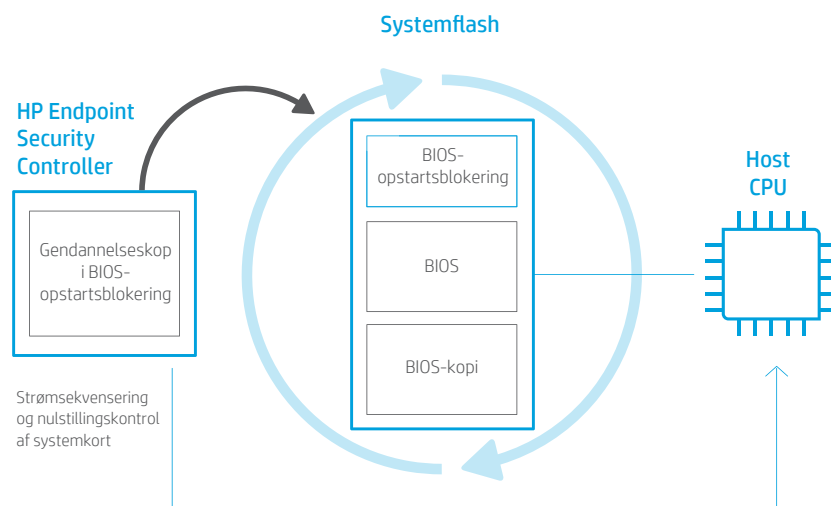 Systemflash
HP Endpoint
Security
Controller
Gendannelseskop
i BIOS-
opstartsblokering
Strømsekvensering
og nulstillingskontrol
af systemkort
BIOS-
opstartsblokering
BIOS
BIOS-kopi
Host
CPU